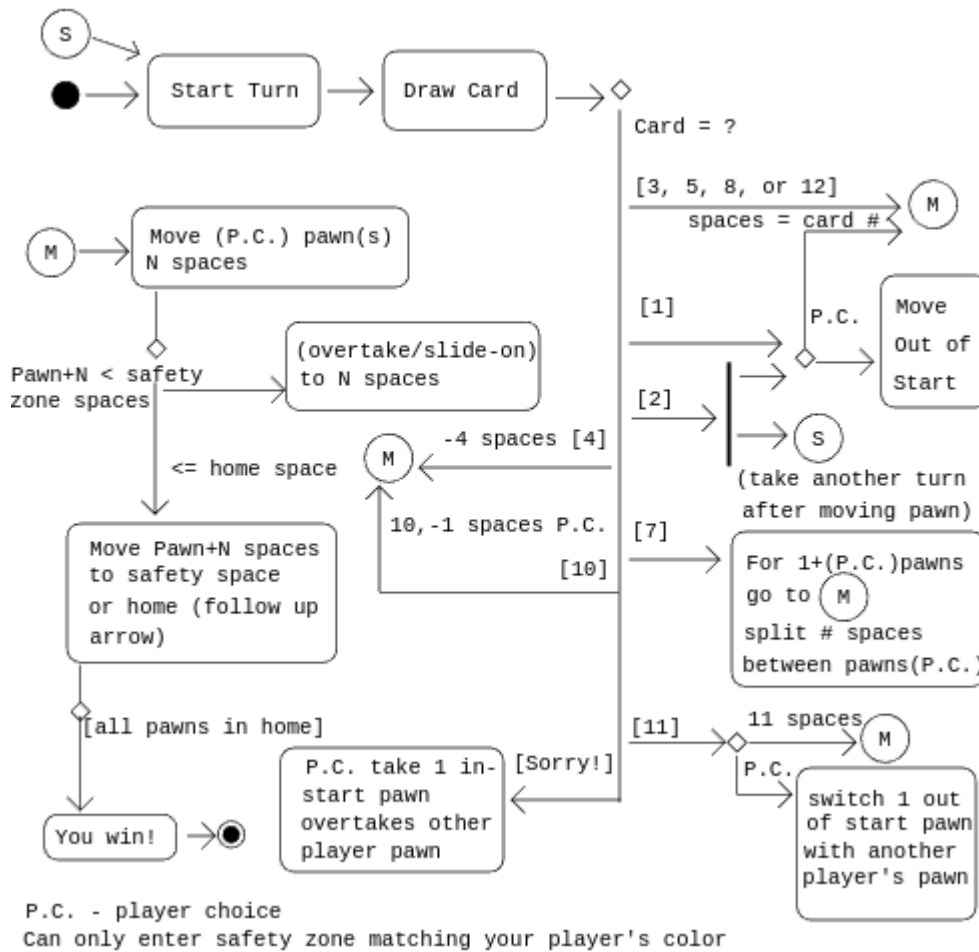 S
Start Turn
Draw Card
Card = ?
[3, 5, 8, or 12]
M
spaces = card #
M
Move (P.C.) pawn(s)
N spaces
[1]
P.C.
Move
Out of
Start
Pawn+N < safety
zone spaces
(overtake/slide-on)
to N spaces
[2]
S
(take another turn
after moving pawn)
-4 spaces [4]
M
<= home space
10,-1 spaces P.C.
[10]
[7]
For 1+(P.C.)pawns
go to M
split # spaces
between pawns(P.C.)
Move Pawn+N spaces
to safety space
or home (follow up
arrow)
[all pawns in home]
[11]
11 spaces
M
P.C.
switch 1 out
of start pawn
with another
player's pawn
[Sorry!]
P.C. take 1 in-
start pawn
overtakes other
player pawn
You win!
P.C. - player choice
Can only enter safety zone matching your player's color